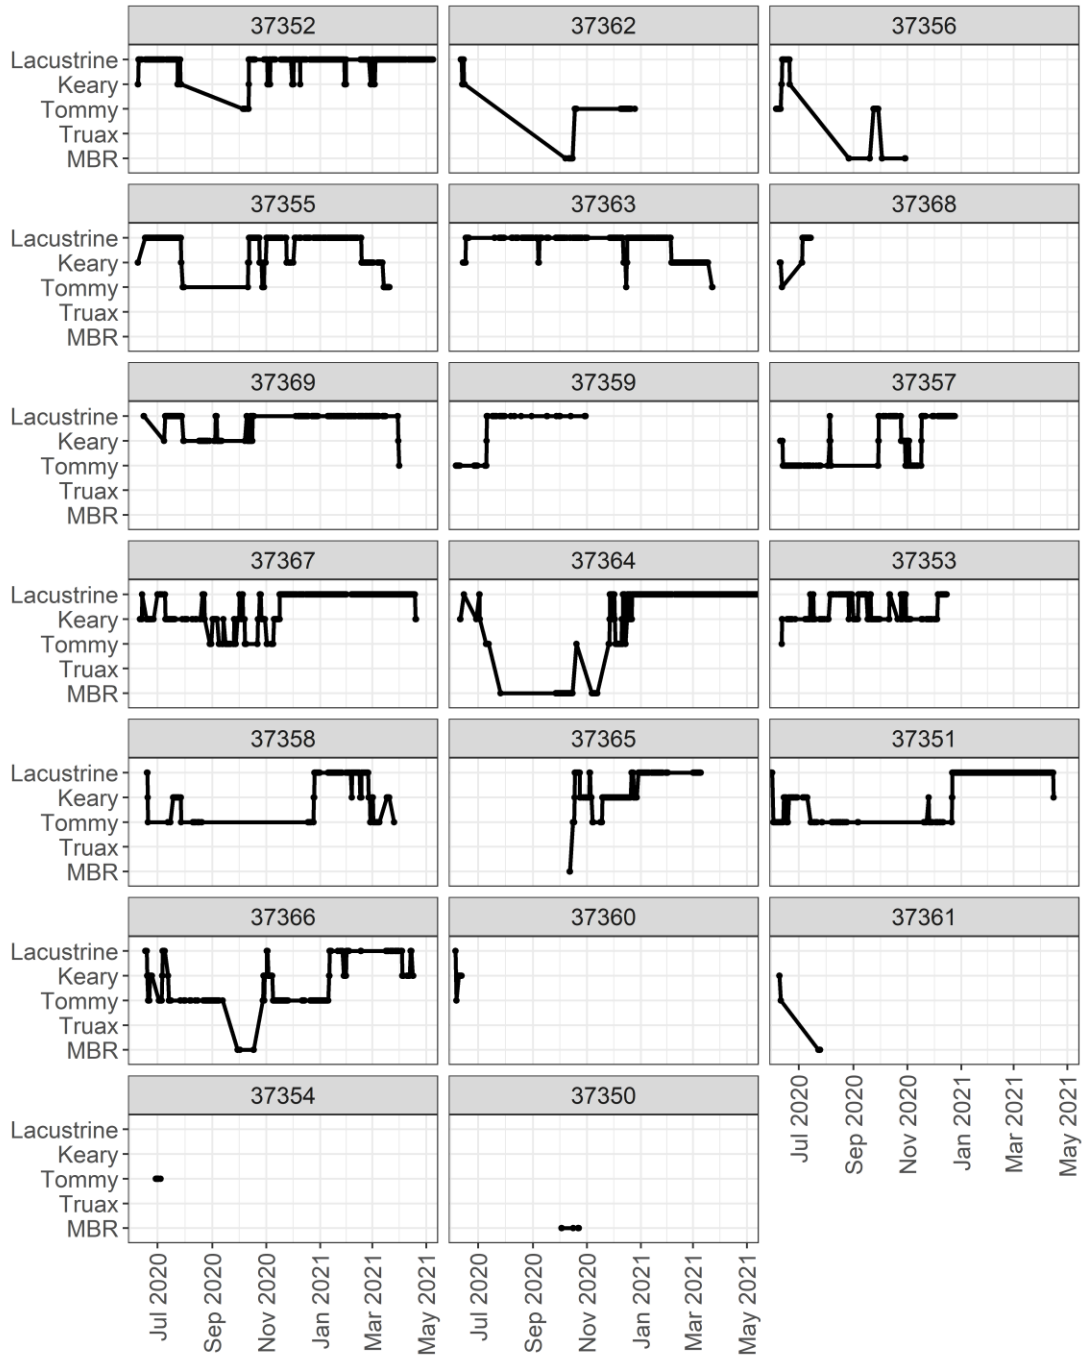 37352 37362 37356
Lacustrine
Keary
Tommy
Truax
MBR
37355 37363 37368
Lacustrine
Keary
Tommy
Truax
MBR
37369 37359 37357
Lacustrine
Keary
Tommy
Truax
MBR
37367 37364 37353
Lacustrine
Keary
Tommy
Truax
MBR
37358 37365 37351
Lacustrine
Keary
Tommy
Truax
MBR
37366 37360 37361
Lacustrine
Keary
Tommy
Truax
MBR
Jul 2020 Sep 2020 Nov 2020 Jan 2021 Mar 2021 May 2021
37354 37350
Lacustrine
Keary
Tommy
Truax
MBR
Jul 2020 Sep 2020 Nov 2020 Jan 2021 Mar 2021 May 2021 Jul 2020 Sep 2020 Nov 2020 Jan 2021 Mar 2021 May 2021